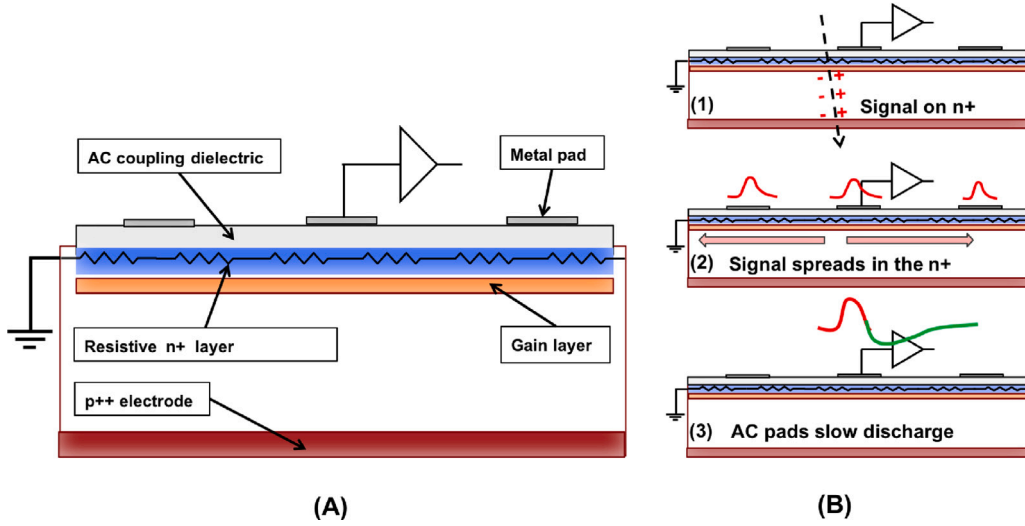 AC coupling dielectric
Metal pad
Resistive n+ layer
Gain layer
p++ electrode
(A)
- +
- +
- +
(1)
Signal on n+
(2)
Signal spreads in the n+
(3)
AC pads slow discharge
(B)